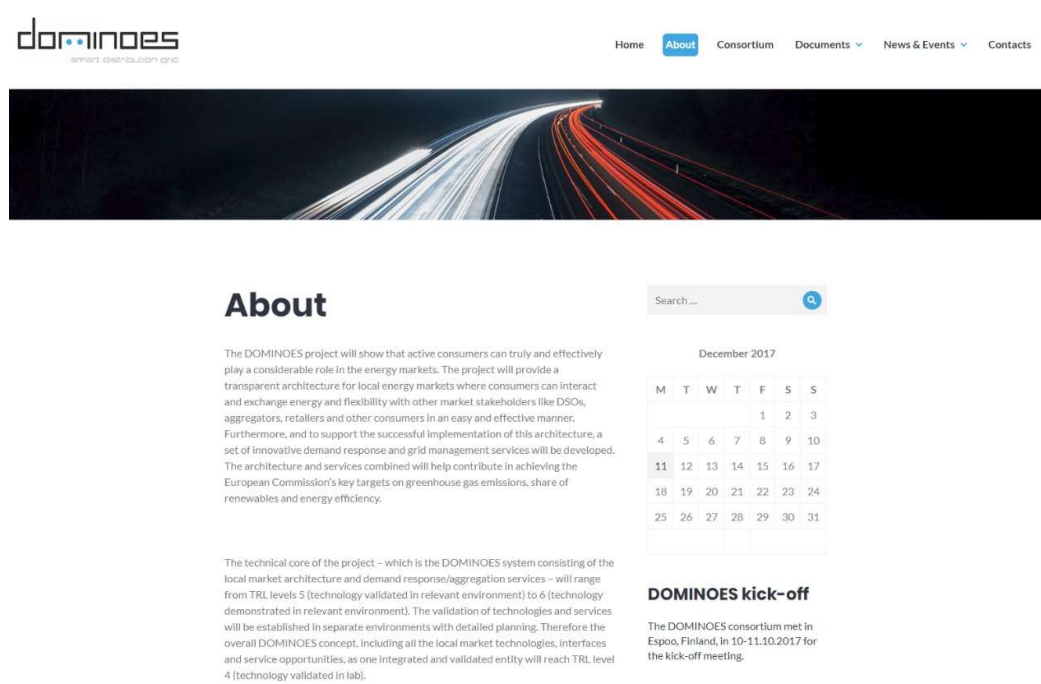 dominoes
smart distribution grid
Home About Consortium Documents News & Events Contacts
About
The DOMINOES project will show that active consumers can truly and effectively
play a considerable role in the energy markets. The project will provide a
transparent architecture for local energy markets where consumers can interact
and exchange energy and flexibility with other market stakeholders like DSOs,
aggregators, retailers and other consumers in an easy and effective manner.
Furthermore, and to support the successful implementation of this architecture, a
set of innovative demand response and grid management services will be developed.
The architecture and services combined will help contribute in achieving the
European Commission's key targets on greenhouse gas emissions, share of
renewables and energy efficiency.
The technical core of the project – which is the DOMINOES system consisting of the
local market architecture and demand response/aggregation services – will range
from TRL levels 5 (technology validated in relevant environment) to 6 (technology
demonstrated in relevant environment). The validation of technologies and services
will be established in separate environments with detailed planning. Therefore the
overall DOMINOES concept, including all the local market technologies, interfaces
and service opportunities, as one integrated and validated entity will reach TRL level
4 (technology validated in lab).
Search ...
December 2017
M T W T F S S
1 2 3
4 5 6 7 8 9 10
11 12 13 14 15 16 17
18 19 20 21 22 23 24
25 26 27 28 29 30 31
DOMINOES kick-off
The DOMINOES consortium met in
Espoo, Finland, in 10-11.10.2017 for
the kick-off meeting.